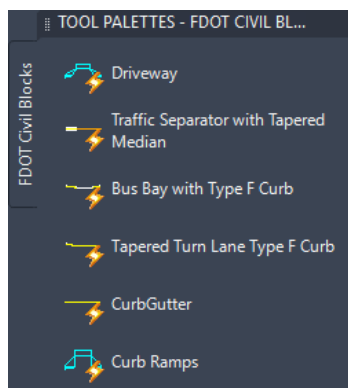 TOOL PALETTES - FDOT CIVIL BL...
FDOT Civil Blocks
Driveway
Traffic Separator with Tapered
Median
Bus Bay with Type F Curb
Tapered Turn Lane Type F Curb
CurbGutter
Curb Ramps